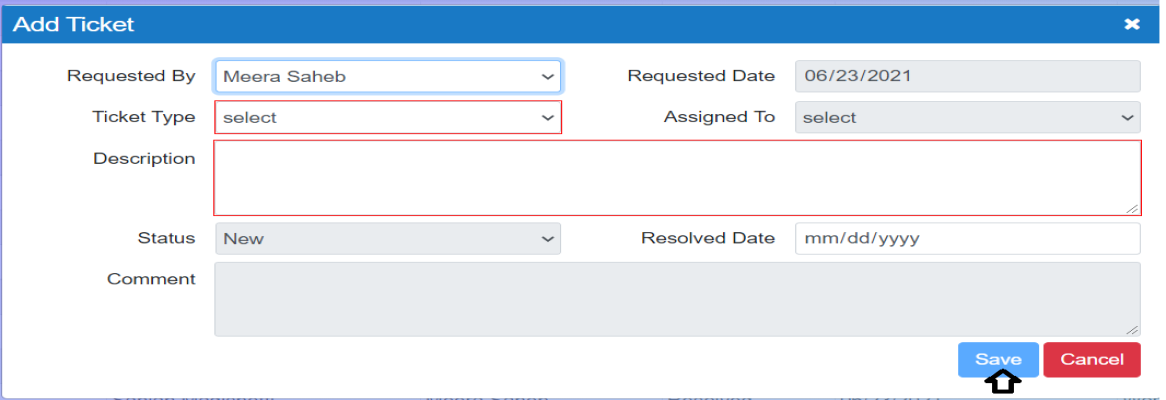 Add Ticket ✖
Requested By Meera Saheb Requested Date 06/23/2021
Ticket Type select Assigned To select
Description
Status New Resolved Date mm/dd/yyyy
Comment
Save Cancel